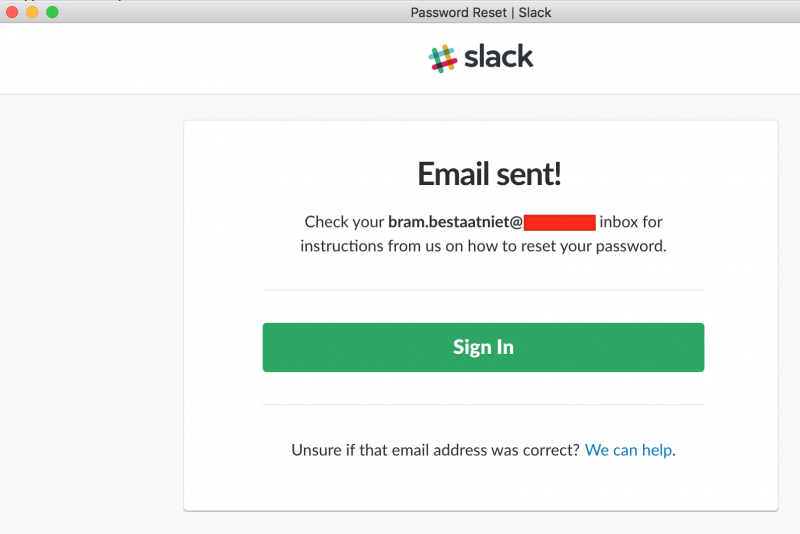 Password Reset | Slack
slack
Email sent!
Check your bram.bestaatniet@ inbox for
instructions from us on how to reset your password.
Sign In
Unsure if that email address was correct? We can help.